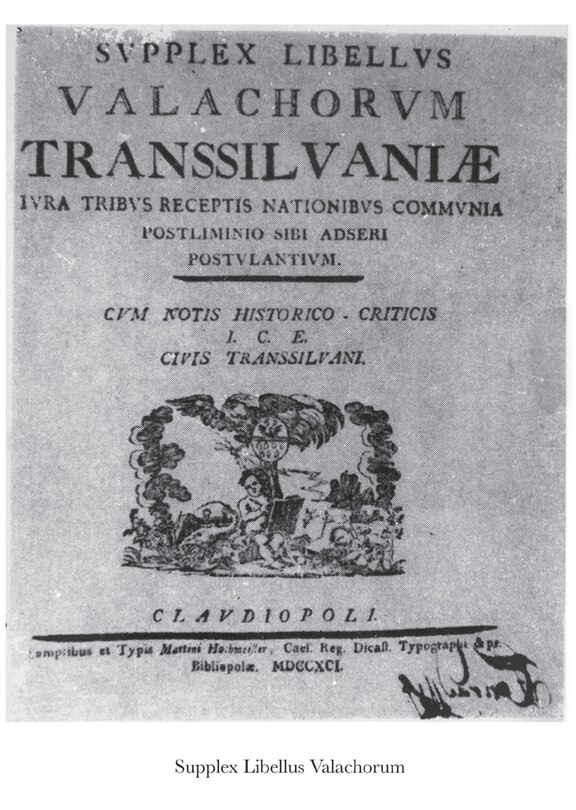 SVPPLEX LIBELLVS
VALACHORVM
TRANSSILVANIÆ
IVRA TRIBVS RECEPTIS NATIONIBVS COMMVNIA
POSTLIMINIO SIBI ADSERI
POSTVLANTIVM.
CVM NOTIS HISTORICO - CRITICIS
I. C. E.
CIVIS TRANSSILVANI.
CLAVDIOPOLI.
Sumptibus et Typis Martini Hochmeister, Caes. Reg. Dicast. Typographi & pr.
Bibliopolæ. MDCCXCI.
Supplex Libellus Valachorum